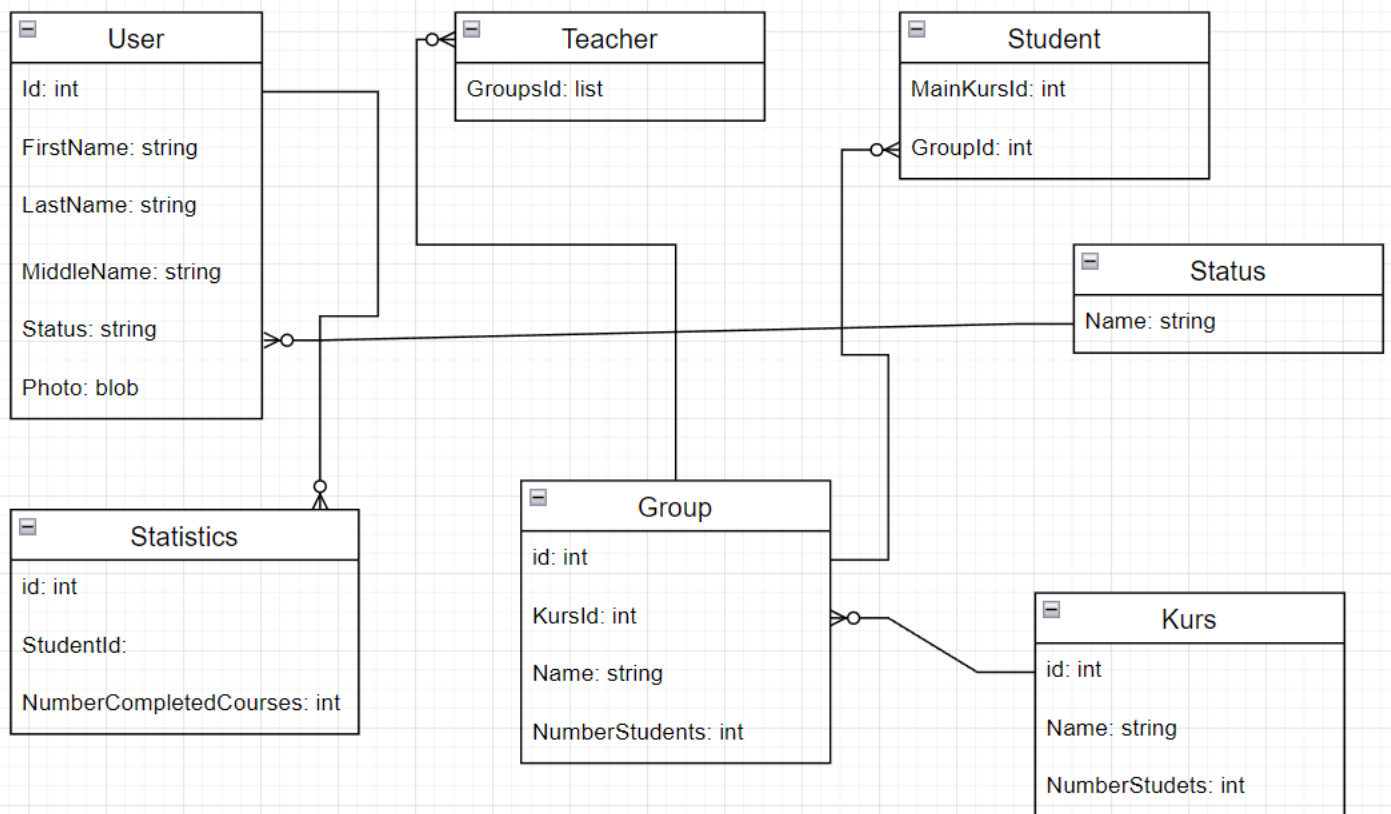 User
Id: int
FirstName: string
LastName: string
MiddleName: string
Status: string
Photo: blob
Teacher
GroupsId: list
Student
MainKursId: int
GroupId: int
Status
Name: string
Statistics
id: int
StudentId:
NumberCompletedCourses: int
Group
id: int
KursId: int
Name: string
NumberStudents: int
Kurs
id: int
Name: string
NumberStudets: int